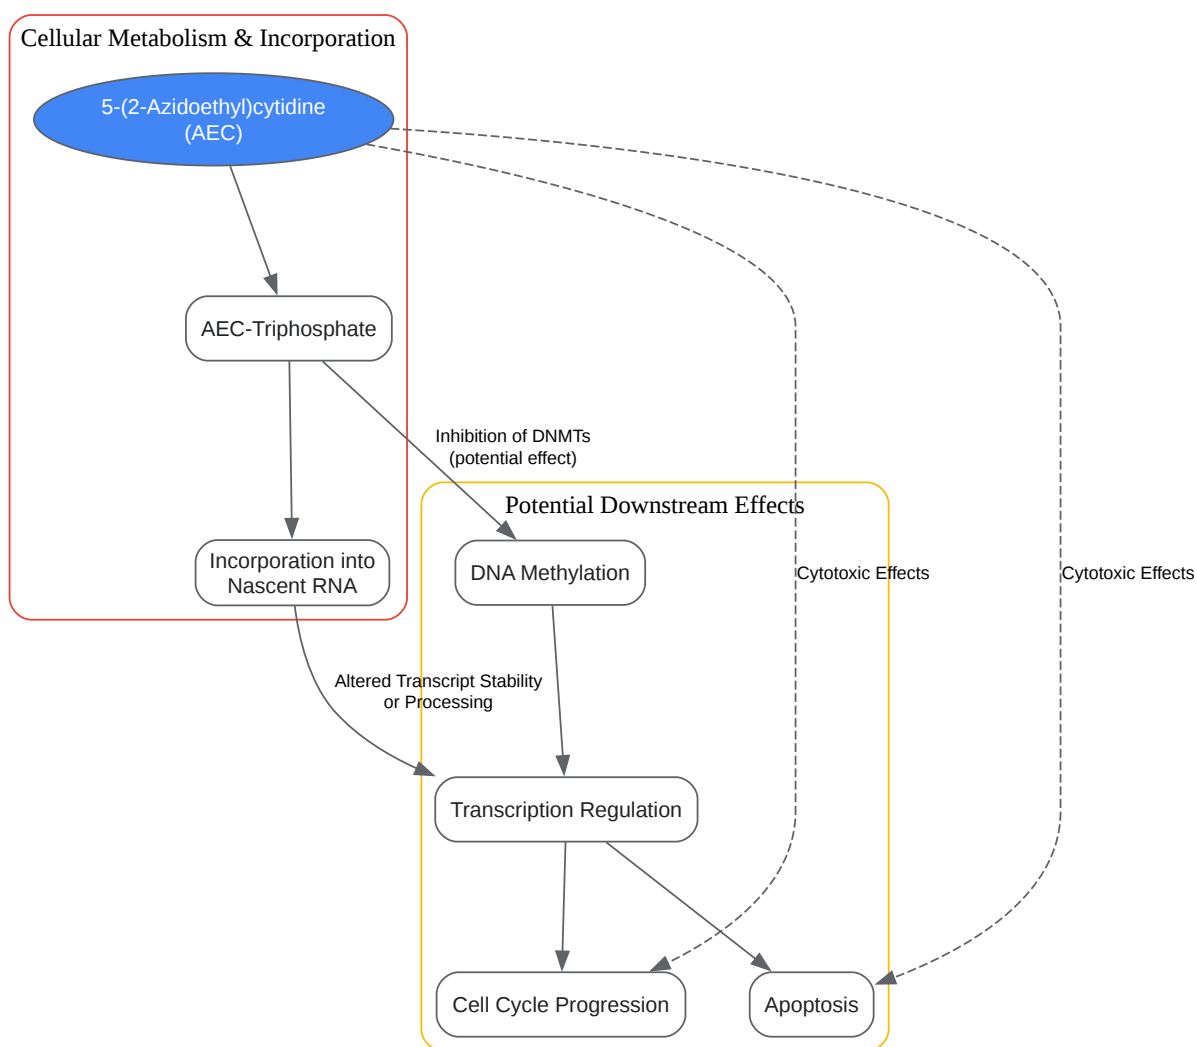 Cellular Metabolism & Incorporation
5-(2-Azidoethyl)cytidine
(AEC)
AEC-Triphosphate
Inhibition of DNMTs
(potential effect)
Potential Downstream Effects
Incorporation into
Nascent RNA
DNA Methylation
Cytotoxic Effects
Cytotoxic Effects
Altered Transcript Stability
or Processing
Transcription Regulation
Cell Cycle Progression
Apoptosis